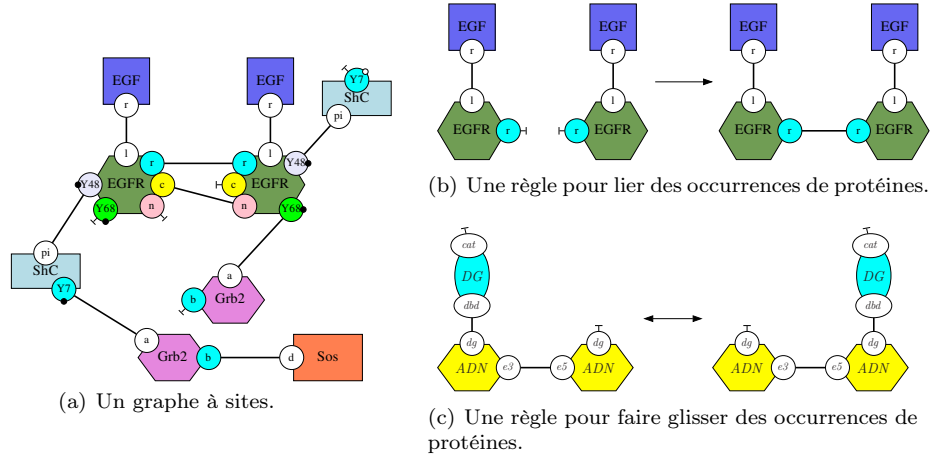 EGF EGF
r r
l l
EGFR EGFR
r r
c c
n n
Y48 Y48
Y68 Y68
Y7
ShC
pi
pi
ShC
Y7
a
b Grb2
a
Grb2 b
d Sos
(a) Un graphe à sites.
EGF EGF EGF EGF
r r r r
l l l l
EGFR r r EGFR EGFR r r EGFR
(b) Une règle pour lier des occurrences de protéines.
cat cat
DG DG
dbd dbd
dg dg dg dg
ADN e3 e5 ADN ADN e3 e5 ADN
(c) Une règle pour faire glisser des occurrences de
protéines.